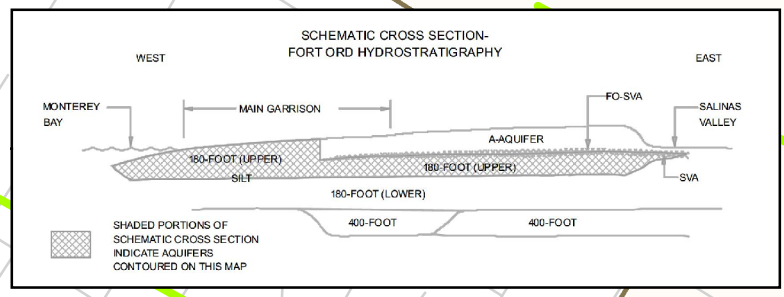 SCHEMATIC CROSS SECTION-
FORT ORD HYDROSTRATIGRAPHY
WEST
EAST
FO-SVA
MONTEREY
BAY
MAIN GARRISON
SALINAS
VALLEY
A-AQUIFER
180-FOOT (UPPER)
180-FOOT (UPPER)
SILT
SVA
180-FOOT (LOWER)
400-FOOT
400-FOOT
SHADED PORTIONS OF
SCHEMATIC CROSS SECTION
INDICATE AQUIFERS
CONTOURED ON THIS MAP